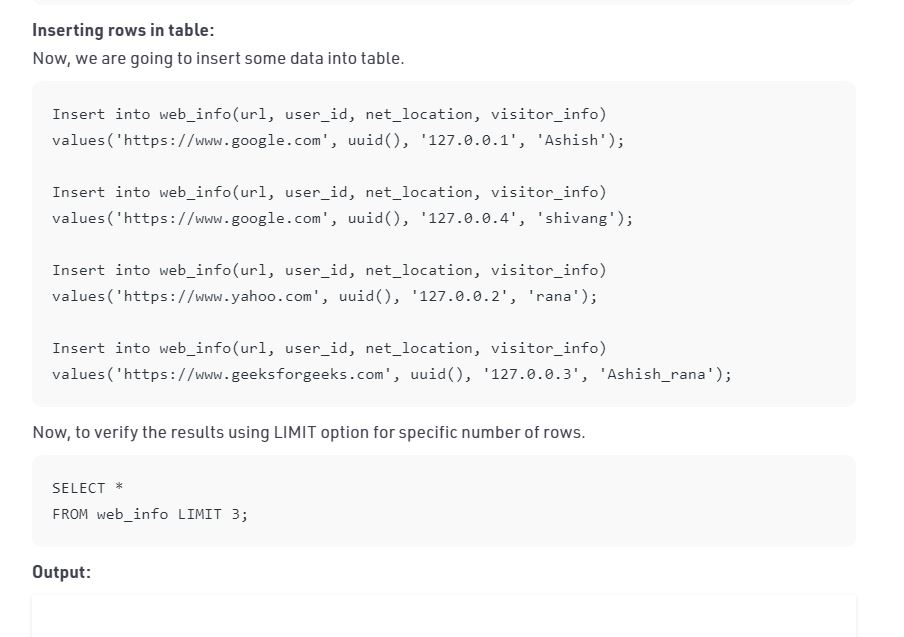 Inserting rows in table:
Now, we are going to insert some data into table.
Insert into web_info(url, user_id, net_location, visitor_info)
values('https://www.google.com', uuid(), '127.0.0.1', 'Ashish');
Insert into web_info(url, user_id, net_location, visitor_info)
values('https://www.google.com', uuid(), '127.0.0.4', 'shivang');
Insert into web_info(url, user_id, net_location, visitor_info)
values('https://www.yahoo.com', uuid(), '127.0.0.2', 'rana');
Insert into web_info(url, user_id, net_location, visitor_info)
values('https://www.geeksforgeeks.com', uuid(), '127.0.0.3', 'Ashish_rana');
Now, to verify the results using LIMIT option for specific number of rows.
SELECT *
FROM web_info LIMIT 3;
Output: